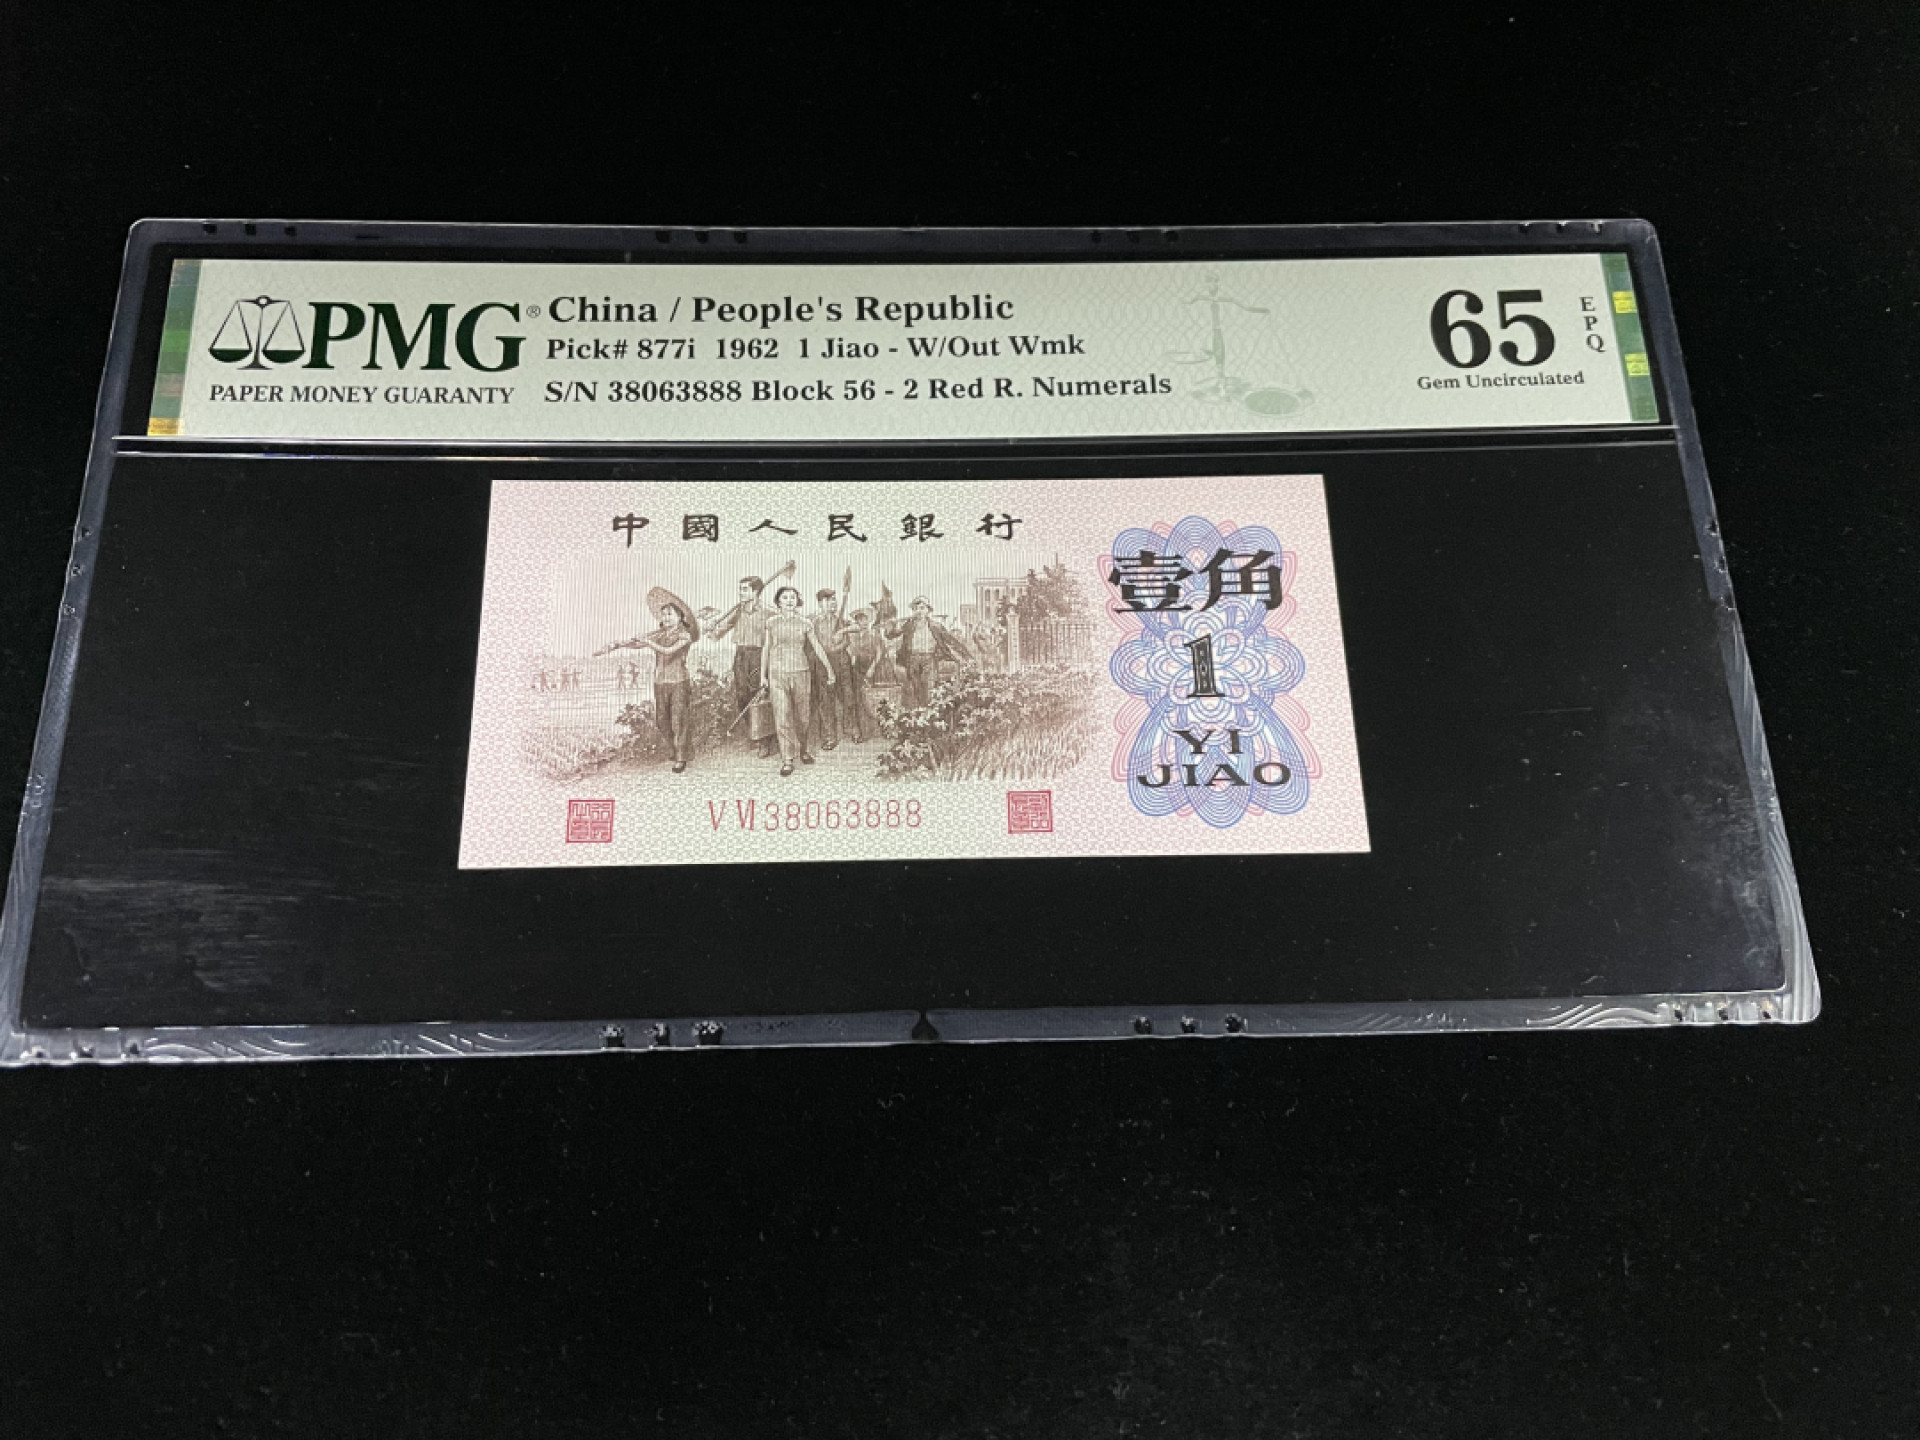 PMG®
PAPER MONEY GUARANTY
China / People's Republic
Pick# 877i 1962 1 Jiao - W/Out Wmk
S/N 38063888 Block 56 - 2 Red R. Numerals
65
EPQ
Gem Uncirculated
中國人民銀行
壹角
1
YI
JIAO
V VI 38063888